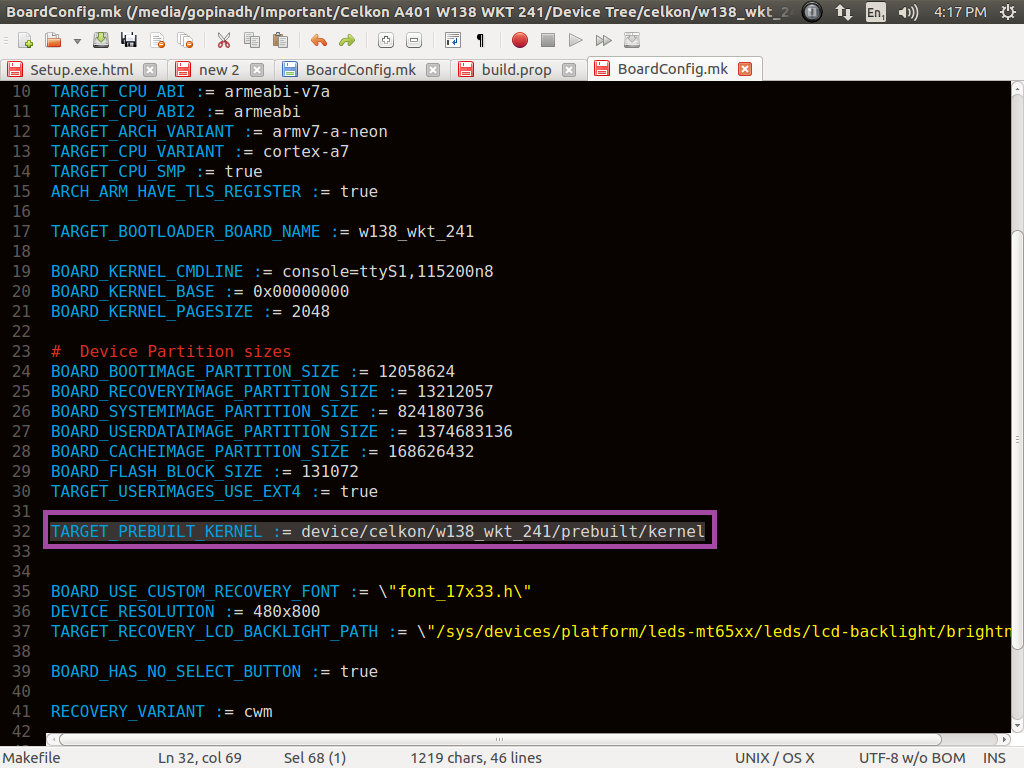 BoardConfig.mk (/media/gopinadh/Important/Celkon A401 W138 WKT 241/Device Tree/celkon/w138_wkt_2
En1 4:17 PM
Setup.exe.html new 2 BoardConfig.mk build.prop BoardConfig.mk
10 TARGET_CPU_ABI := armeabi-v7a
11 TARGET_CPU_ABI2 := armeabi
12 TARGET_ARCH_VARIANT := armv7-a-neon
13 TARGET_CPU_VARIANT := cortex-a7
14 TARGET_CPU_SMP := true
15 ARCH_ARM_HAVE_TLS_REGISTER := true
16
17 TARGET_BOOTLOADER_BOARD_NAME := w138_wkt_241
18
19 BOARD_KERNEL_CMDLINE := console=ttyS1,115200n8
20 BOARD_KERNEL_BASE := 0x00000000
21 BOARD_KERNEL_PAGESIZE := 2048
22
23 #  Device Partition sizes
24 BOARD_BOOTIMAGE_PARTITION_SIZE := 12058624
25 BOARD_RECOVERYIMAGE_PARTITION_SIZE := 13212057
26 BOARD_SYSTEMIMAGE_PARTITION_SIZE := 824180736
27 BOARD_USERDATAIMAGE_PARTITION_SIZE := 1374683136
28 BOARD_CACHEIMAGE_PARTITION_SIZE := 168626432
29 BOARD_FLASH_BLOCK_SIZE := 131072
30 TARGET_USERIMAGES_USE_EXT4 := true
31
32 TARGET_PREBUILT_KERNEL := device/celkon/w138_wkt_241/prebuilt/kernel
33
34
35 BOARD_USE_CUSTOM_RECOVERY_FONT := \"font_17x33.h\"
36 DEVICE_RESOLUTION := 480x800
37 TARGET_RECOVERY_LCD_BACKLIGHT_PATH := \"/sys/devices/platform/leds-mt65xx/leds/lcd-backlight/brightn
38
39 BOARD_HAS_NO_SELECT_BUTTON := true
40
41 RECOVERY_VARIANT := cwm
42
Makefile Ln 32, col 69 Sel 68 (1) 1219 chars, 46 lines UNIX / OS X UTF-8 w/o BOM INS